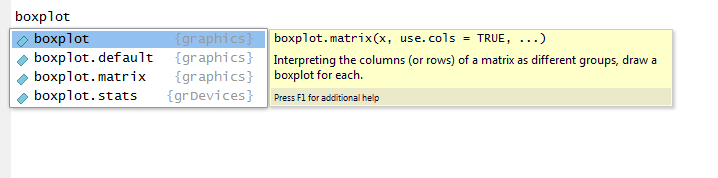 boxplot
boxplot {graphics}
boxplot.default {graphics}
boxplot.matrix {graphics}
boxplot.stats {grDevices}
boxplot.matrix(x, use.cols = TRUE, ...)
Interpreting the columns (or rows) of a matrix as different groups, draw a
boxplot for each.
Press F1 for additional help